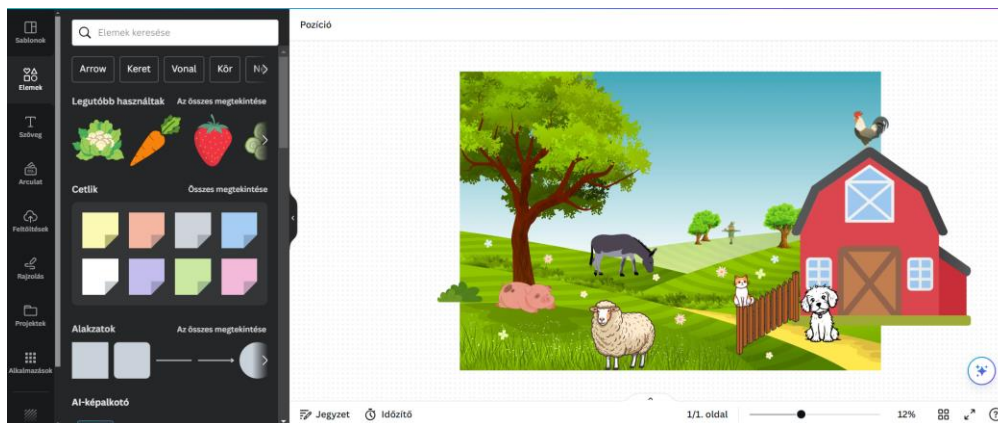 Sablonok
Elemek
Szöveg
Arculat
Feltöltések
Rajzolás
Projektek
Alkalmazások
Elemek keresése
Arrow Keret Vonal Kör
Legutóbb használtak Az összes megtekintése
Cetlik Összes megtekintése
Alakzatok Az összes megtekintése
AI-képalkotó
Pozíció
Jegyzet Időzítő 1/1. oldal 12%